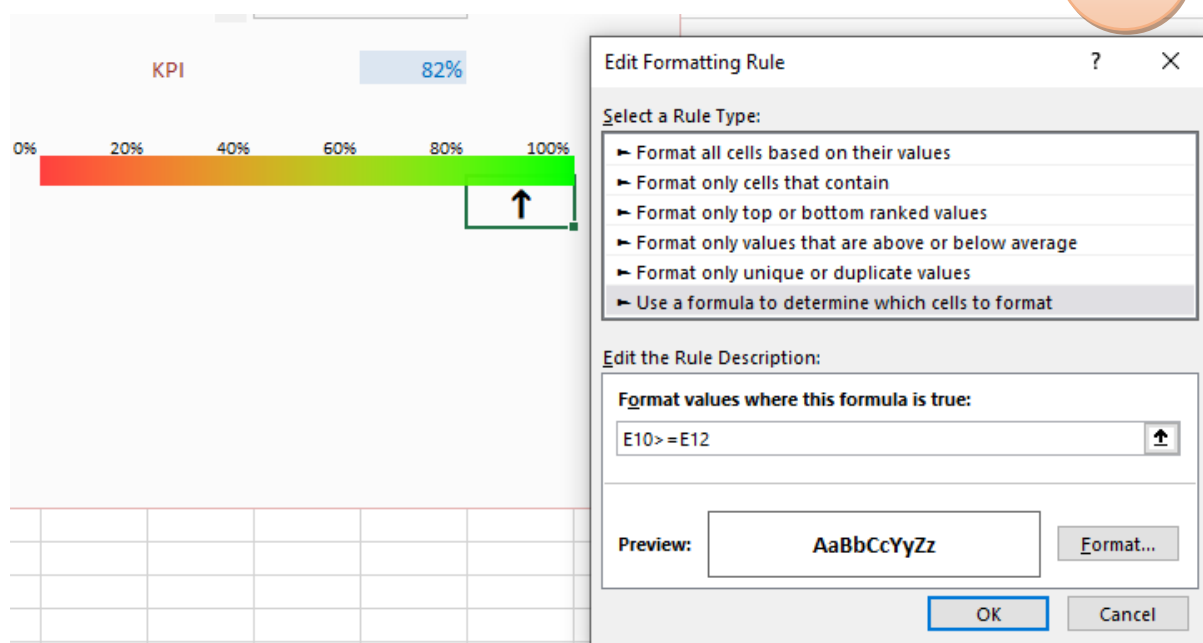 KPI 82%
0% 20% 40% 60% 80% 100%
↑
Edit Formatting Rule ? ×
Select a Rule Type:
► Format all cells based on their values
► Format only cells that contain
► Format only top or bottom ranked values
► Format only values that are above or below average
► Format only unique or duplicate values
► Use a formula to determine which cells to format
Edit the Rule Description:
Format values where this formula is true:
E10>=E12
Preview: AaBbCcYyZz Format...
OK Cancel